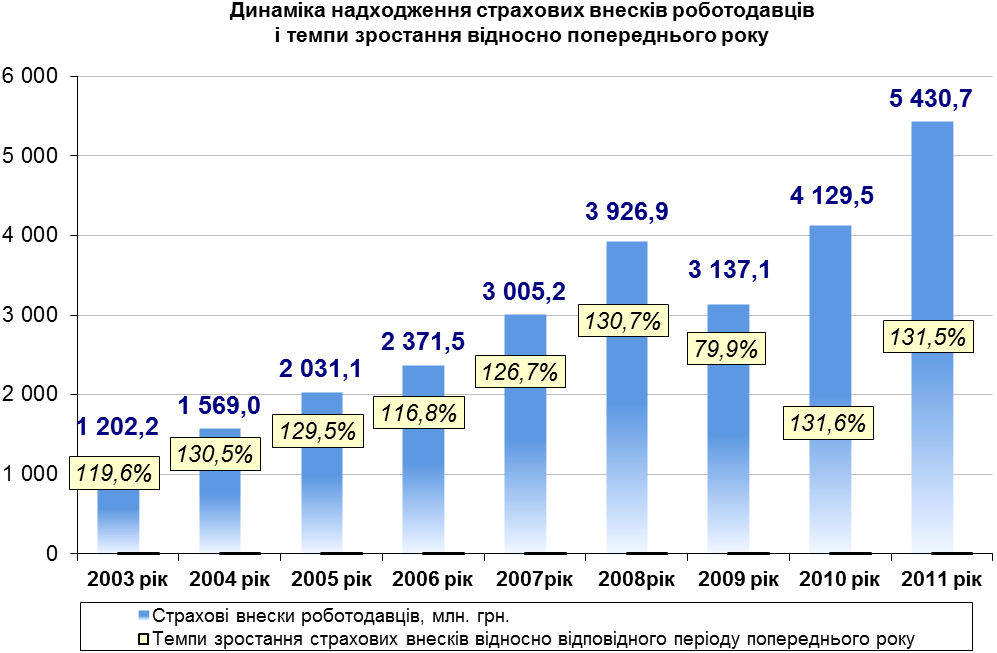 Динаміка надходження страхових внесків роботодавців
і темпи зростання відносно попереднього року
6 000
5 000
4 000
3 000
2 000
1 000
0
1 202,2
1 569,0
2 031,1
2 371,5
3 005,2
3 926,9
3 137,1
4 129,5
5 430,7
119,6%
130,5%
129,5%
116,8%
126,7%
130,7%
79,9%
131,6%
131,5%
2003 рік
2004 рік
2005 рік
2006 рік
2007рік
2008рік
2009 рік
2010 рік
2011 рік
Страхові внески роботодавців, млн. грн.
Темпи зростання страхових внесків відносно відповідного періоду попереднього року